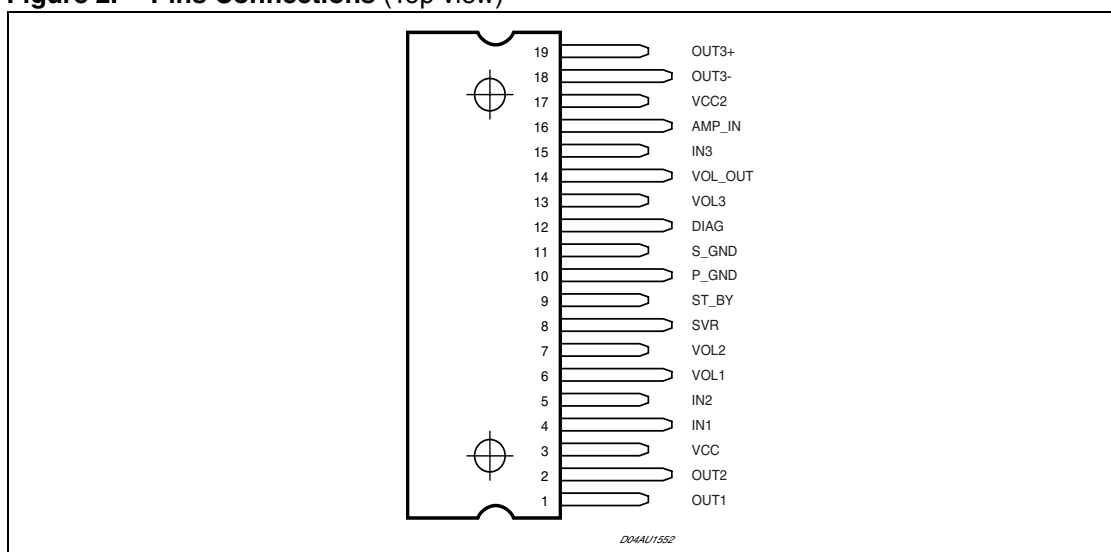 Figure 2. Pins Connections (Top view)
19 OUT3+
18 OUT3-
17 VCC2
16 AMP_IN
15 IN3
14 VOL_OUT
13 VOL3
12 DIAG
11 S_GND
10 P_GND
9 ST_BY
8 SVR
7 VOL2
6 VOL1
5 IN2
4 IN1
3 VCC
2 OUT2
1 OUT1
D04AU1552